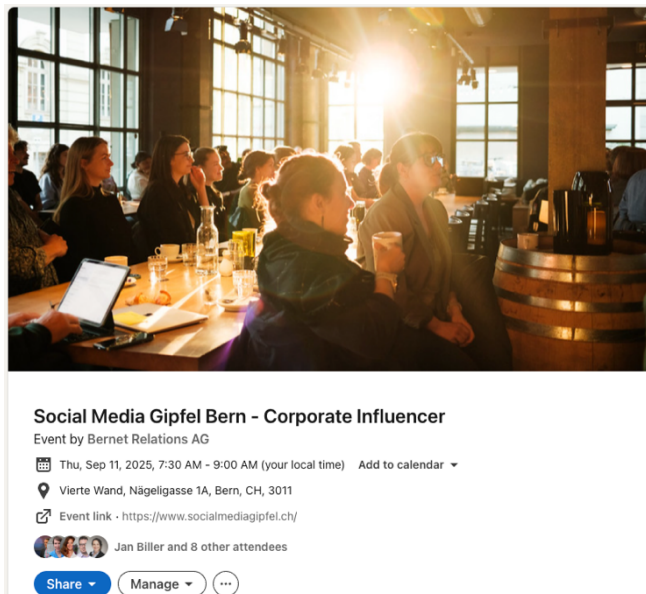 Social Media Gipfel Bern - Corporate Influencer
Event by Bernet Relations AG
Thu, Sep 11, 2025, 7:30 AM - 9:00 AM (your local time) Add to calendar
Vierte Wand, Nägeligasse 1A, Bern, CH, 3011
Event link · https://www.socialmediagipfel.ch/
Jan Biller and 8 other attendees
Share Manage